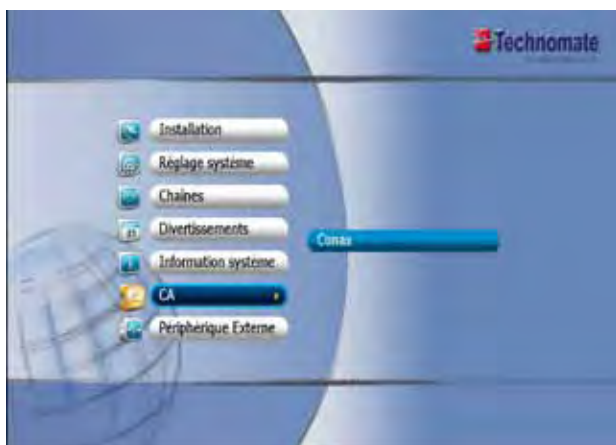 Technomate
Installation
Réglage système
Chaînes
Divertissements
Conax
Information système
CA
Périphérique Externe